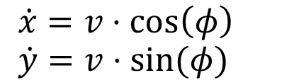 ẋ = v · cos(ϕ)
ẏ = v · sin(ϕ)